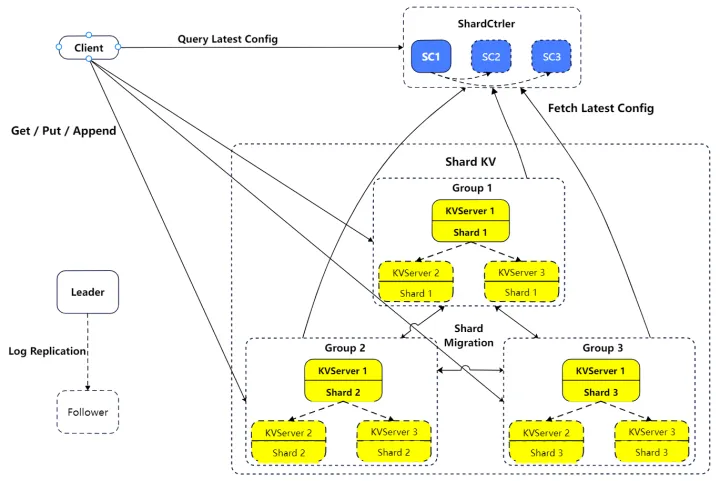 ShardCtrler
Client
Query Latest Config
SC1
SC2
SC3
Fetch Latest Config
Get / Put / Append
Shard KV
Group 1
KVServer 1
Shard 1
KVServer 2
Shard 1
KVServer 3
Shard 1
Leader
Log Replication
Follower
Shard
Migration
Group 2
KVServer 1
Shard 2
KVServer 2
Shard 2
KVServer 3
Shard 2
Group 3
KVServer 1
Shard 3
KVServer 2
Shard 3
KVServer 3
Shard 3